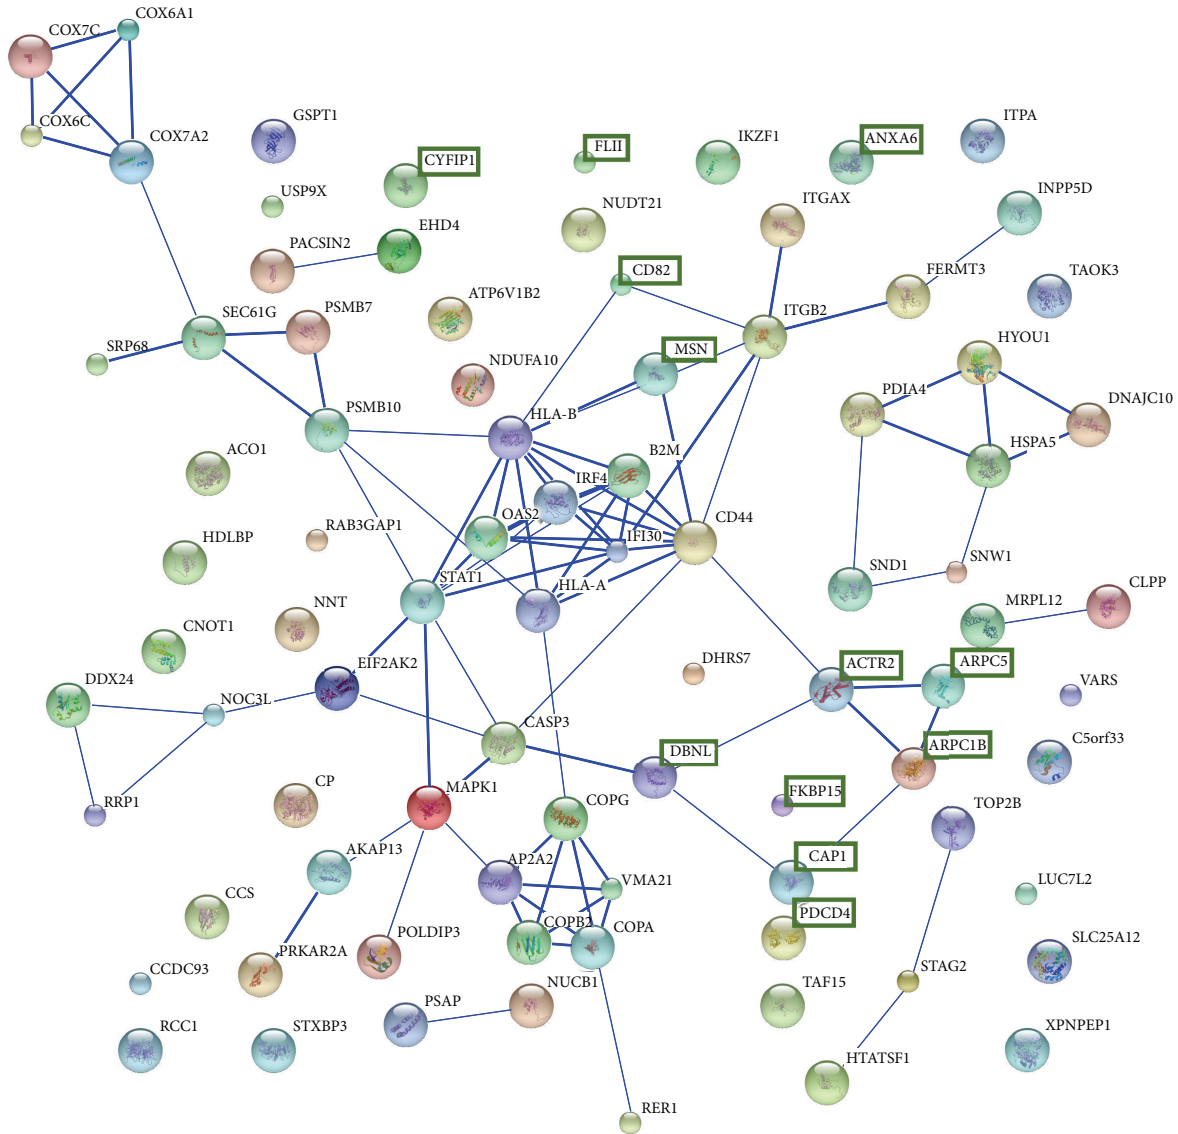 COX6A1
COX7C
COX6C
COX7A2
GSPT1
CYFIP1
FLII
IKZF1
ANXA6
ITPA
USP9X
NUDT21
ITGAX
INPP5D
EHD4
PACSIN2
CD82
FERMT3
TAOK3
ATP6V1B2
SEC61G
PSMB7
ITGB2
SRP68
MSN
HYOU1
NDUFA10
PDIA4
DNAJC10
PSMB10
HLA-B
HSPA5
ACO1
B2M
IRF4
OAS2
CD44
RAB3GAP1
HDLBP
IFI30
SNW1
SND1
STAT1
HLA-A
CLPP
MRPL12
NNT
CNOT1
EIF2AK2
DHRS7
ACTR2
ARPC5
VARS
DDX24
NOC3L
CASP3
DBNL
ARPC1B
C5orf33
CP
MAPK1
FKBP15
RRP1
COPG
TOP2B
AKAP13
AP2A2
CAP1
VMA21
LUC7L2
CCS
PDCD4
COPB2
COPA
POLDIP3
PRKAR2A
SLC25A12
CCDC93
STAG2
NUCB1
TAF15
PSAP
RCC1
STXBP3
XPNPEP1
HTATSF1
RER1